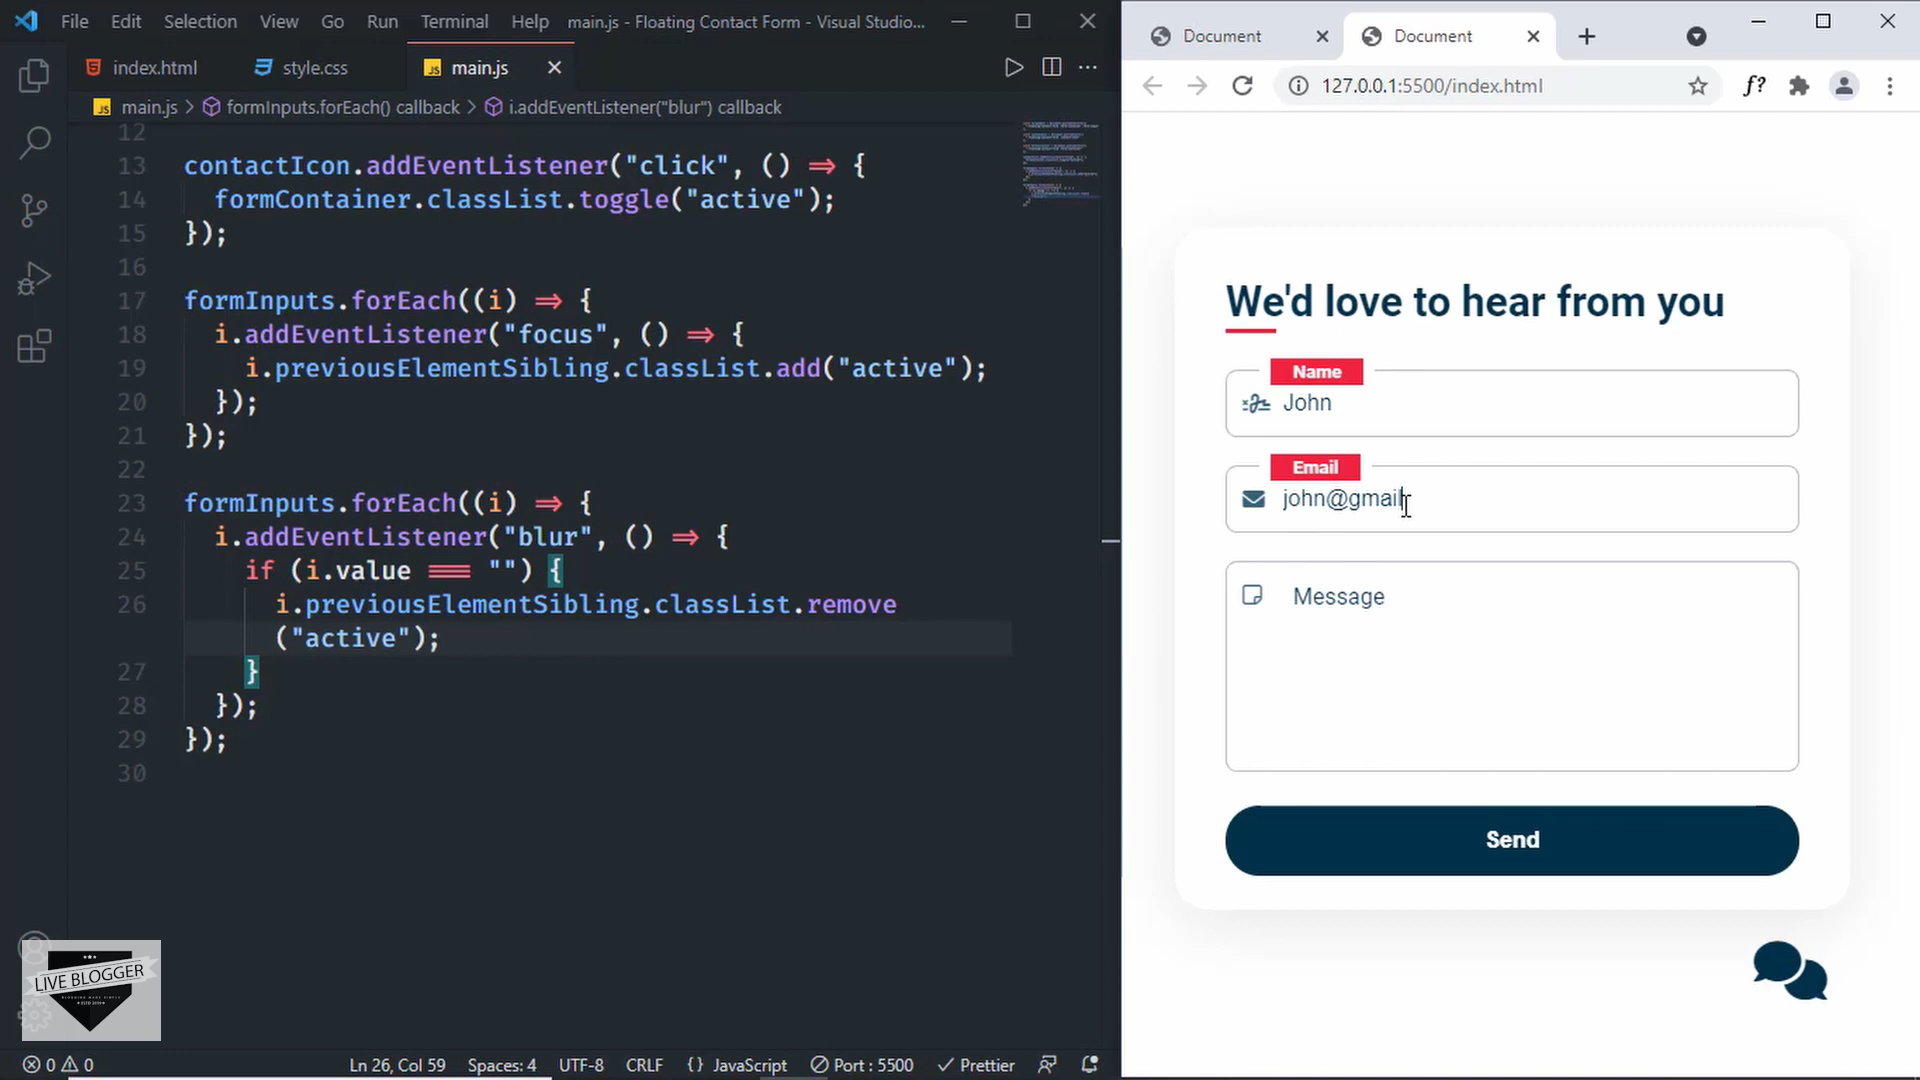 File Edit Selection View Go Run Terminal Help main.js - Floating Contact Form - Visual Studio...
index.html style.css main.js
main.js > formInputs.forEach() callback > i.addEventListener("blur") callback
12
13 contactIcon.addEventListener("click", () => {
14 formContainer.classList.toggle("active");
15 });
16
17 formInputs.forEach((i) => {
18 i.addEventListener("focus", () => {
19 i.previousElementSibling.classList.add("active");
20 });
21 });
22
23 formInputs.forEach((i) => {
24 i.addEventListener("blur", () => {
25 if (i.value === "") {
26 i.previousElementSibling.classList.remove
("active");
27 }
28 });
29 });
30
LIVE BLOGGER
0 0 Ln 26, Col 59 Spaces: 4 UTF-8 CRLF {} JavaScript Port : 5500 Prettier
Document Document
127.0.0.1:5500/index.html f?
We'd love to hear from you
Name
John
Email
john@gmail
Message
Send